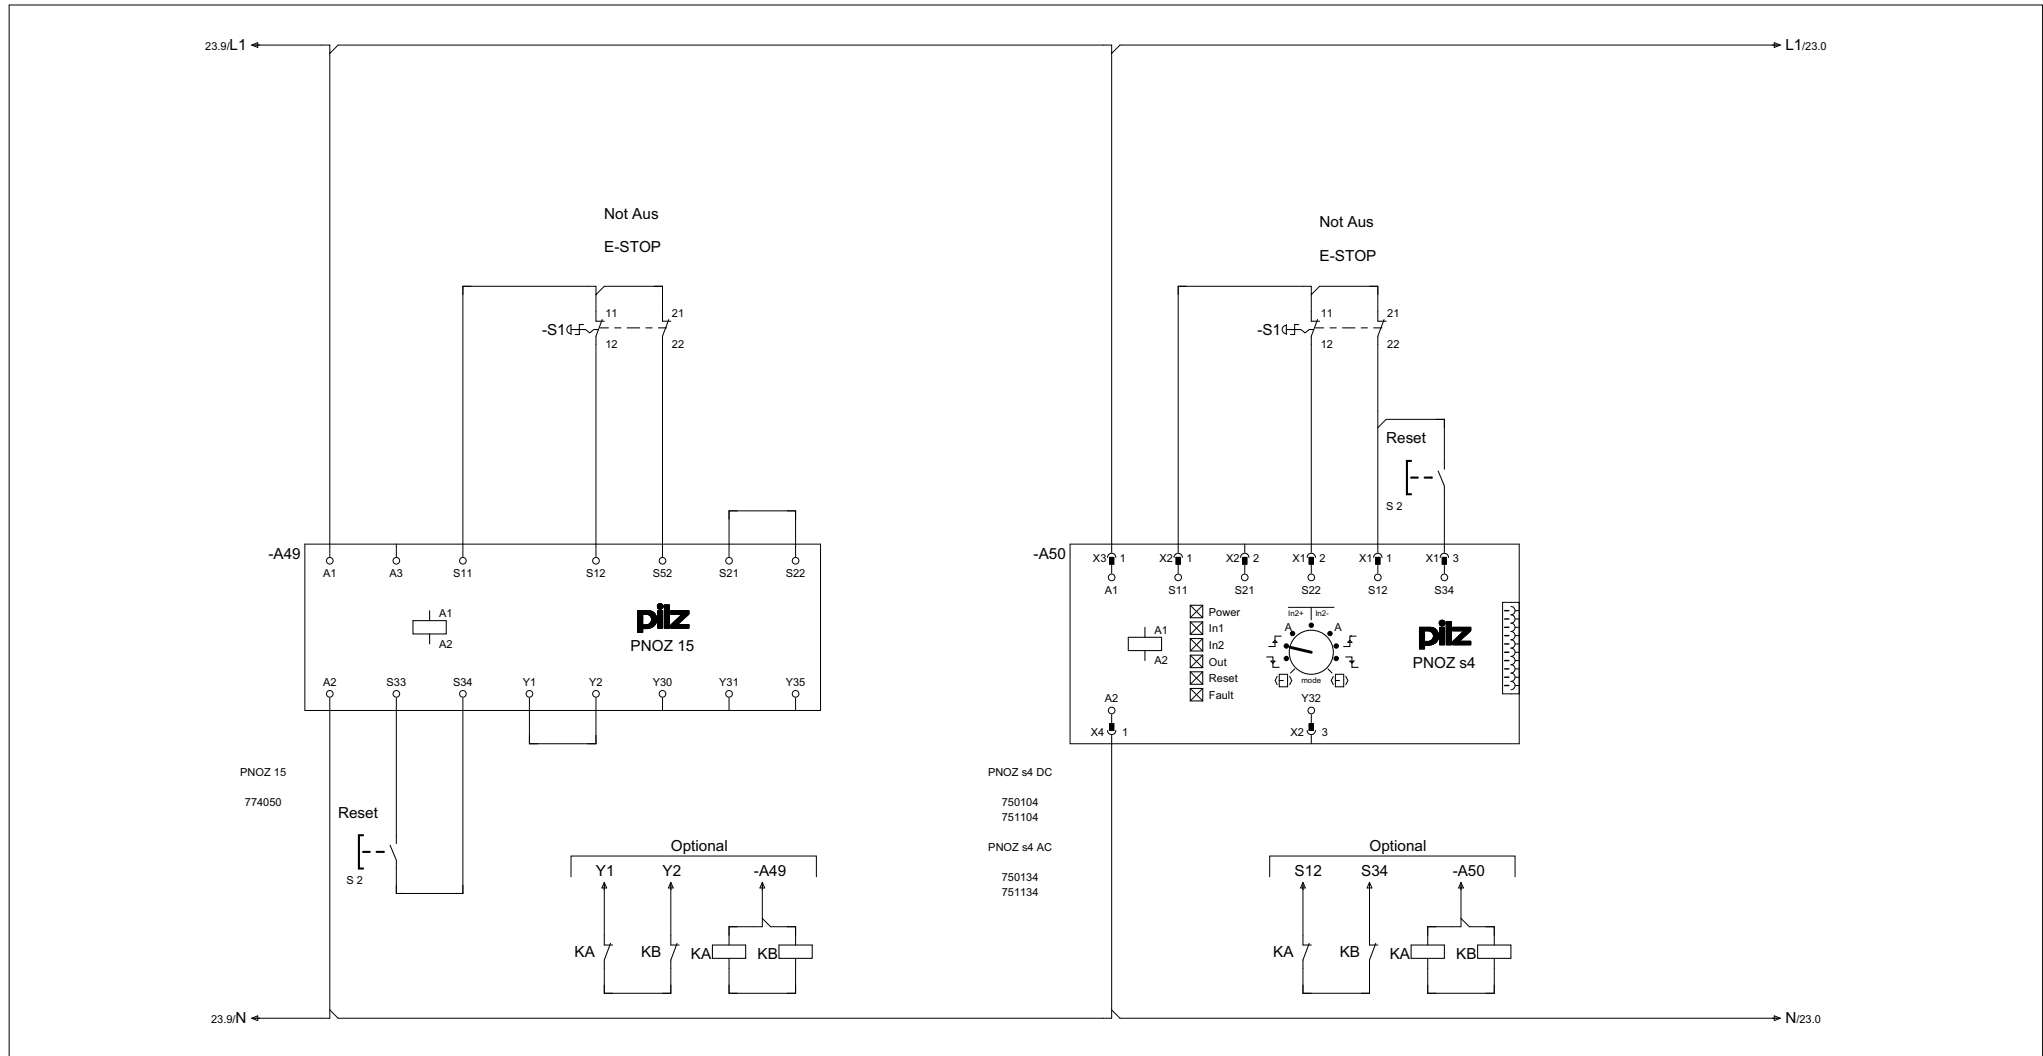 23.9/L1
L1/23.0
Not Aus
E-STOP
-S1
11
21
12
22
-A49
A1
A3
S11
S12
S52
S21
S22
A1
A2
pilz
PNOZ 15
A2
S33
S34
Y1
Y2
Y30
Y31
Y35
PNOZ 15
774050
Reset
S 2
Optional
Y1
Y2
-A49
KA
KB
KA
KB
23.9/N
Not Aus
E-STOP
-S1
11
21
12
22
Reset
S 2
-A50
X3 1
X2 1
X2 2
X1 2
X1 1
X1 3
A1
S11
S21
S22
S12
S34
A1
A2
Power
In1
In2
Out
Reset
Fault
In2+ In2-
A
A
mode
pilz
PNOZ s4
A2
Y32
X4 1
X2 3
PNOZ s4 DC
750104
751104
PNOZ s4 AC
750134
751134
Optional
S12
S34
-A50
KA
KB
KA
KB
N/23.0